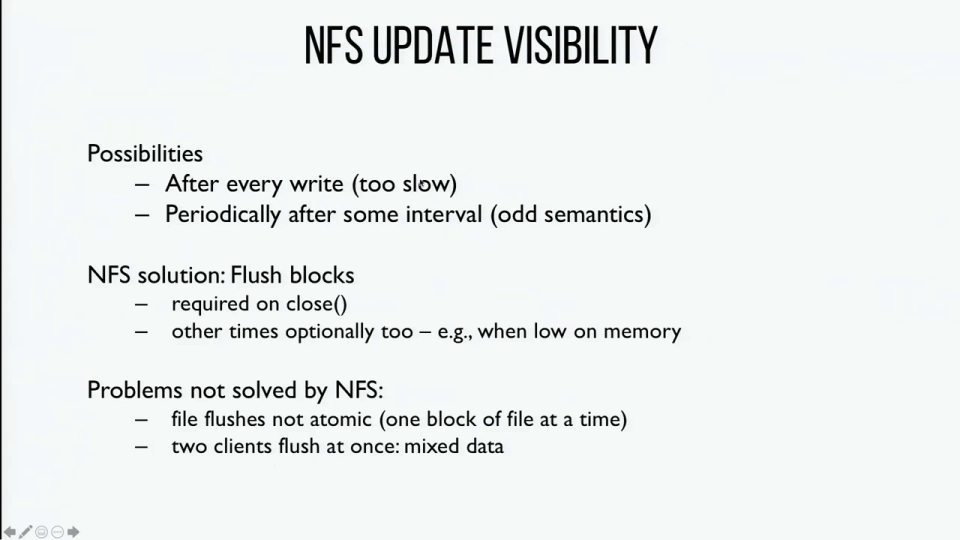 NFS UPDATE VISIBILITY
Possibilities
– After every write (too slow)
– Periodically after some interval (odd semantics)
NFS solution: Flush blocks
– required on close()
– other times optionally too – e.g., when low on memory
Problems not solved by NFS:
– file flushes not atomic (one block of file at a time)
– two clients flush at once: mixed data